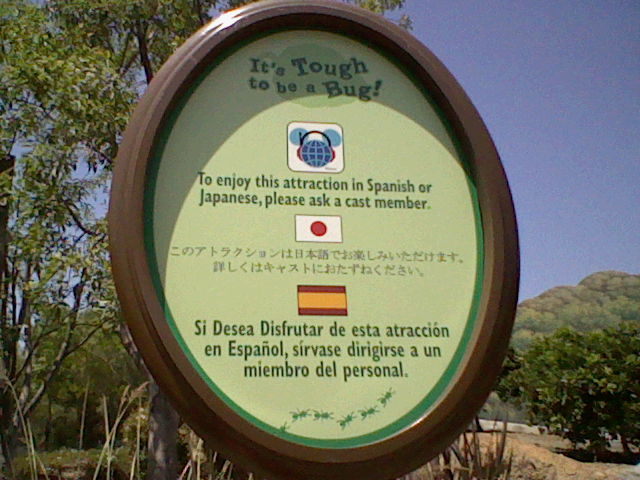 It's Tough
to be a Bug!
To enjoy this attraction in Spanish or
Japanese, please ask a cast member.
このアトラクションは日本語でお楽しみいただけます。
詳しくはキャストにおたずねください。
Si Desea Disfrutar de esta atracción
en Español, sírvase dirigirse a un
miembro del personal.